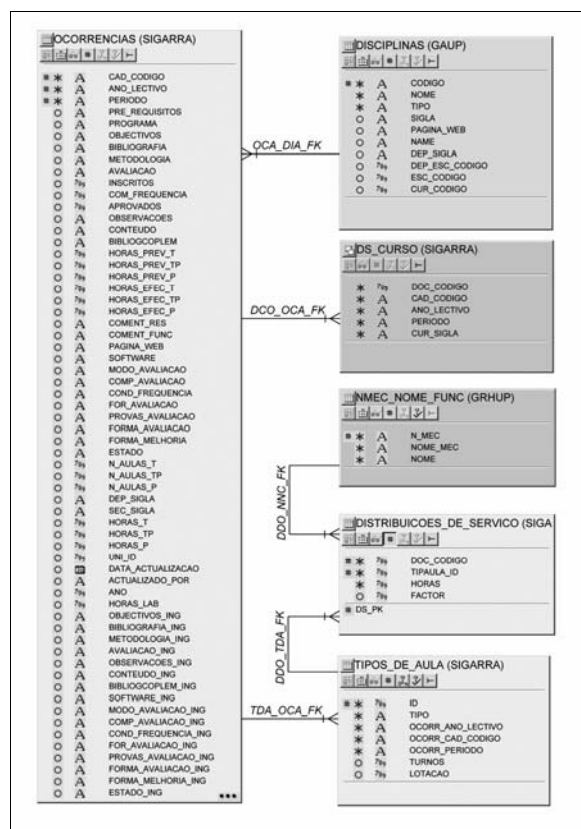 OCORRENCIAS (SIGARRA)
CAD_CODIGO
ANO_LECTIVO
PERIODO
PRE_REQUISITOS
PROGRAMA
OBJECTIVOS
BIBLIOGRAFIA
METODOLOGIA
AVALIACAO
INSCRITOS
COM_FREQUENCIA
APROVADOS
OBSERVACOES
CONTEUDO
BIBLIOGCOPLEM
HORAS_PREV_T
HORAS_PREV_TP
HORAS_PREV_P
HORAS_EFEC_T
HORAS_EFEC_TP
HORAS_EFEC_P
COMENT_RES
COMENT_FUNC
PAGINA_WEB
SOFTWARE
MODO_AVALIACAO
COMP_AVALIACAO
COND_FREQUENCIA
FOR_AVALIACAO
PROVAS_AVALIACAO
FORMA_AVALIACAO
FORMA_MELHORIA
ESTADO
N_AULAS_T
N_AULAS_TP
N_AULAS_P
DEP_SIGLA
SEC_SIGLA
HORAS_T
HORAS_TP
HORAS_P
UNI_ID
DATA_ACTUALIZACAO
ACTUALIZADO_POR
ANO
HORAS_LAB
OBJECTIVOS_ING
BIBLIOGRAFIA_ING
METODOLOGIA_ING
AVALIACAO_ING
OBSERVACOES_ING
CONTEUDO_ING
BIBLIOGCOPLEM_ING
SOFTWARE_ING
MODO_AVALIACAO_ING
COMP_AVALIACAO_ING
COND_FREQUENCIA_ING
FOR_AVALIACAO_ING
PROVAS_AVALIACAO_ING
FORMA_AVALIACAO_ING
FORMA_MELHORIA_ING
ESTADO_ING
OCA_DIA_FK
DCO_OCA_FK
DDO_NNC_FK
DDO_TDA_FK
TDA_OCA_FK
DISCIPLINAS (GAUP)
CODIGO
NOME
TIPO
SIGLA
PAGINA_WEB
NAME
DEP_SIGLA
DEP_ESC_CODIGO
ESC_CODIGO
CUR_CODIGO
DS_CURSO (SIGARRA)
DOC_CODIGO
CAD_CODIGO
ANO_LECTIVO
PERIODO
CUR_SIGLA
NMEC_NOME_FUNC (GRHUP)
N_MEC
NOME_MEC
NOME
DISTRIBUICOES_DE_SERVICO (SIGA
DOC_CODIGO
TIPAULA_ID
HORAS
FACTOR
DS_PK
TIPOS_DE_AULA (SIGARRA)
ID
TIPO
OCORR_ANO_LECTIVO
OCORR_CAD_CODIGO
OCORR_PERIODO
TURNOS
LOTACAO